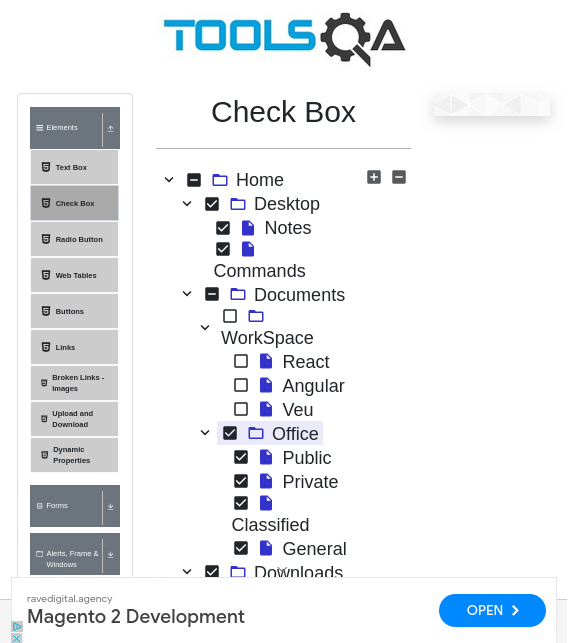 TOOLSQA
Check Box
Elements
Text Box
Check Box
Radio Button
Web Tables
Buttons
Links
Broken Links -
Images
Upload and
Download
Dynamic
Properties
Forms
Alerts, Frame &
Windows
Home
Desktop
Notes
Commands
Documents
WorkSpace
React
Angular
Veu
Office
Public
Private
Classified
General
Downloads
ravedigital.agency
Magento 2 Development
OPEN